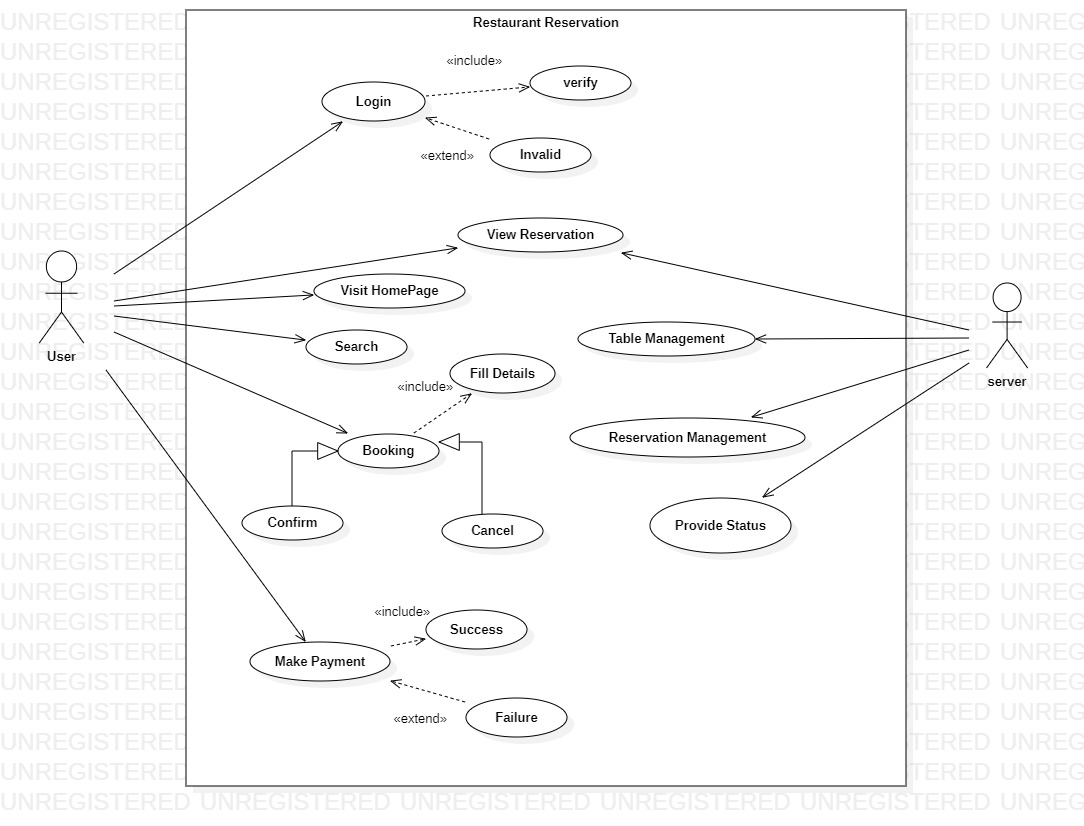 Restaurant Reservation
«include»
verify
Login
«extend»
Invalid
View Reservation
Visit HomePage
User
server
Search
Table Management
Fill Details
«include»
Booking
Reservation Management
Confirm
Cancel
Provide Status
«include»
Success
Make Payment
«extend»
Failure
UNREGISTERED UNREGISTERED UNREGISTERED UNREGISTERED UNREGISTERED UNREG